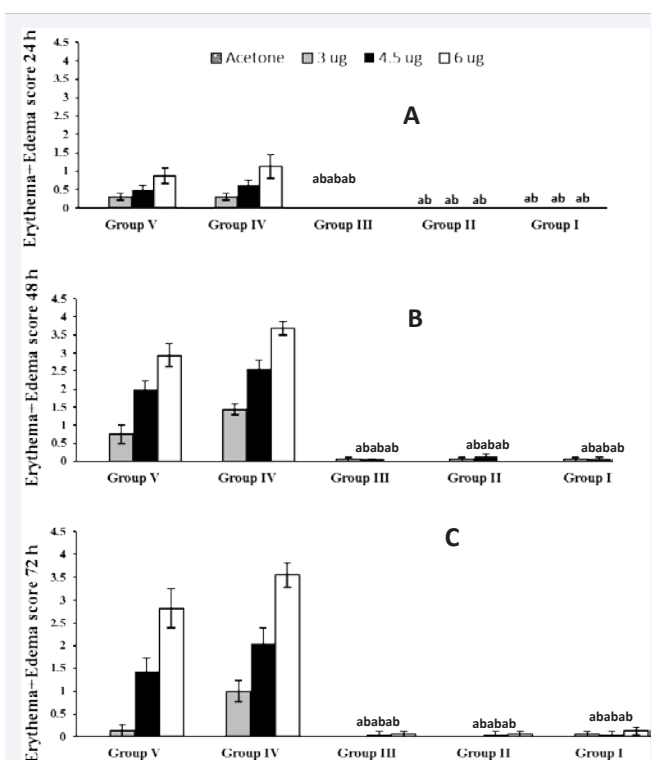 Erythema+Edema score 24 h
4.5
4
3.5
3
2.5
2
1.5
1
0.5
0
Acetone 3 ug 4.5 ug 6 ug
A
ababab
ab ab ab
ab ab ab
Group V Group IV Group III Group II Group I
Erythema+Edema score 48 h
4.5
4
3.5
3
2.5
2
1.5
1
0.5
0
B
ababab
ababab
ababab
Group V Group IV Group III Group II Group I
Erythema+Edema score 72 h
4.5
4
3.5
3
2.5
2
1.5
1
0.5
0
C
ababab
ababab
ababab
Group V Group IV Group III Group II Group I